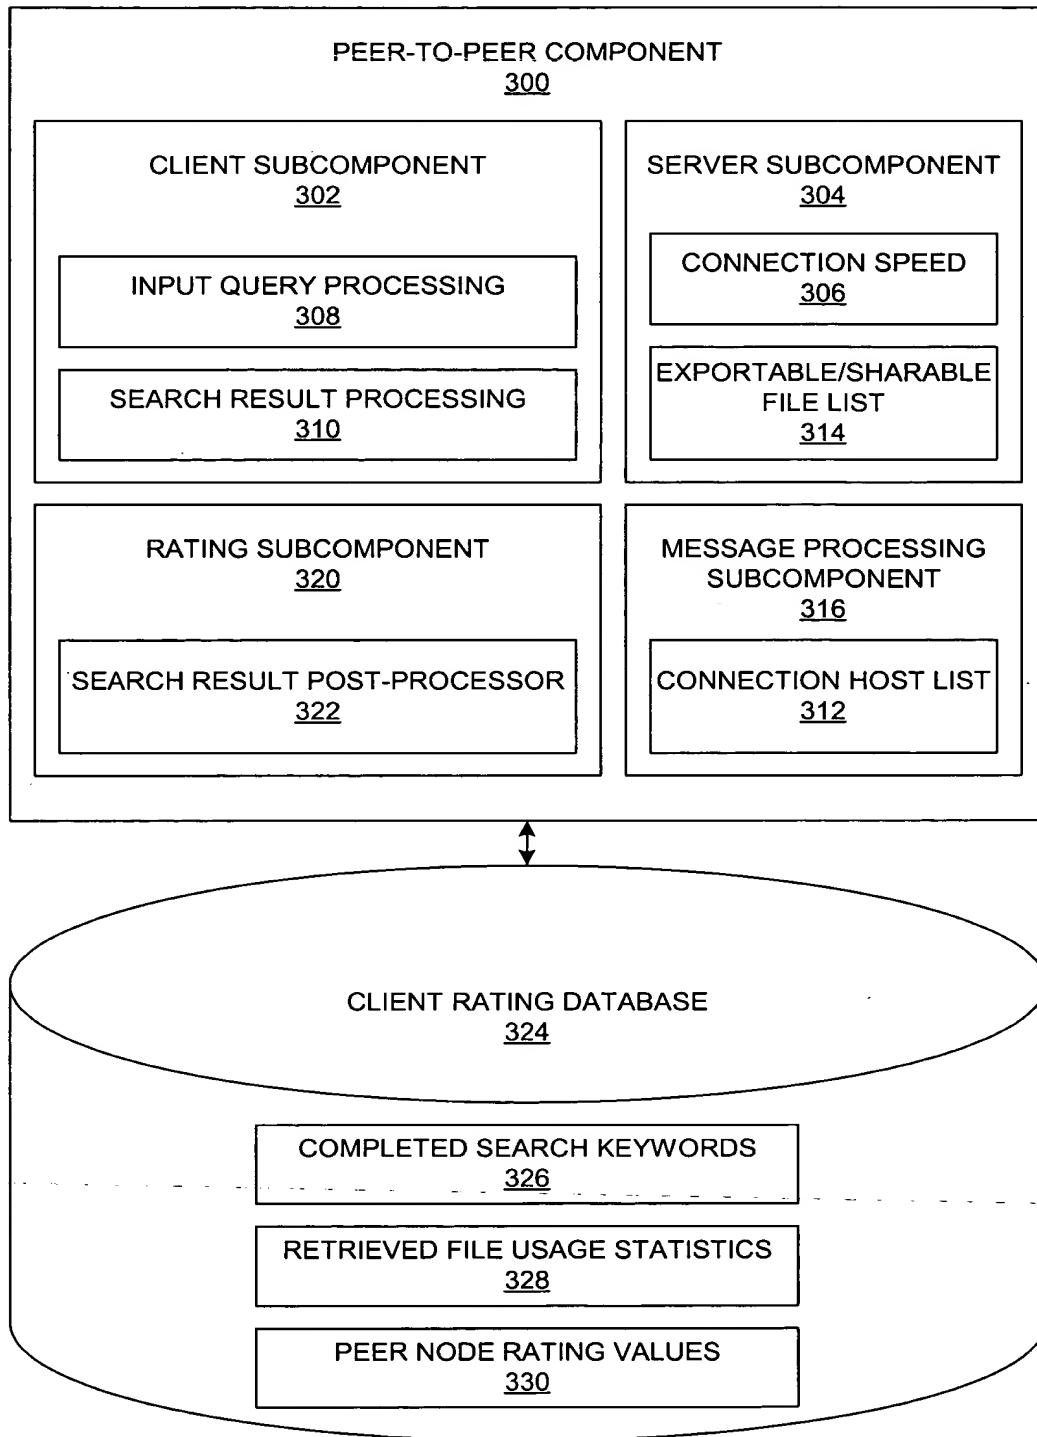 PEER-TO-PEER COMPONENT
300
CLIENT SUBCOMPONENT
302
INPUT QUERY PROCESSING
308
SEARCH RESULT PROCESSING
310
SERVER SUBCOMPONENT
304
CONNECTION SPEED
306
EXPORTABLE/SHARABLE
FILE LIST
314
RATING SUBCOMPONENT
320
SEARCH RESULT POST-PROCESSOR
322
MESSAGE PROCESSING
SUBCOMPONENT
316
CONNECTION HOST LIST
312
CLIENT RATING DATABASE
324
COMPLETED SEARCH KEYWORDS
326
RETRIEVED FILE USAGE STATISTICS
328
PEER NODE RATING VALUES
330